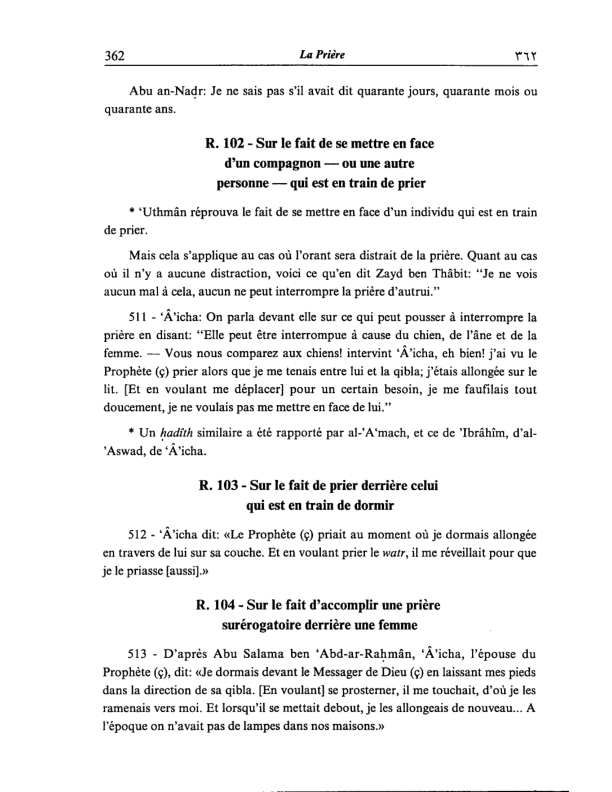 362 La Prière ٣٦٢
Abu an-Naḍr: Je ne sais pas s'il avait dit quarante jours, quarante mois ou
quarante ans.
R. 102 - Sur le fait de se mettre en face
d'un compagnon — ou une autre
personne — qui est en train de prier
* ‘Uthmân réprouva le fait de se mettre en face d'un individu qui est en train
de prier.
Mais cela s'applique au cas où l'orant sera distrait de la prière. Quant au cas
où il n'y a aucune distraction, voici ce qu'en dit Zayd ben Thâbit: “Je ne vois
aucun mal à cela, aucun ne peut interrompre la prière d'autrui.”
511 - ‘Â'icha: On parla devant elle sur ce qui peut pousser à interrompre la
prière en disant: “Elle peut être interrompue à cause du chien, de l'âne et de la
femme. — Vous nous comparez aux chiens! intervint ‘Â'icha, eh bien! j'ai vu le
Prophète (ç) prier alors que je me tenais entre lui et la qibla; j'étais allongée sur le
lit. [Et en voulant me déplacer] pour un certain besoin, je me faufilais tout
doucement, je ne voulais pas me mettre en face de lui.”
* Un ḥadîth similaire a été rapporté par al-'A‘mach, et ce de 'Ibrâhîm, d'al-
'Aswad, de ‘Â'icha.
R. 103 - Sur le fait de prier derrière celui
qui est en train de dormir
512 - ‘Â'icha dit: «Le Prophète (ç) priait au moment où je dormais allongée
en travers de lui sur sa couche. Et en voulant prier le watr, il me réveillait pour que
je le priasse [aussi].»
R. 104 - Sur le fait d'accomplir une prière
surérogatoire derrière une femme
513 - D'après Abu Salama ben ‘Abd-ar-Raḥmân, ‘Â'icha, l'épouse du
Prophète (ç), dit: «Je dormais devant le Messager de Dieu (ç) en laissant mes pieds
dans la direction de sa qibla. [En voulant] se prosterner, il me touchait, d'où je les
ramenais vers moi. Et lorsqu'il se mettait debout, je les allongeais de nouveau... A
l'époque on n'avait pas de lampes dans nos maisons.»